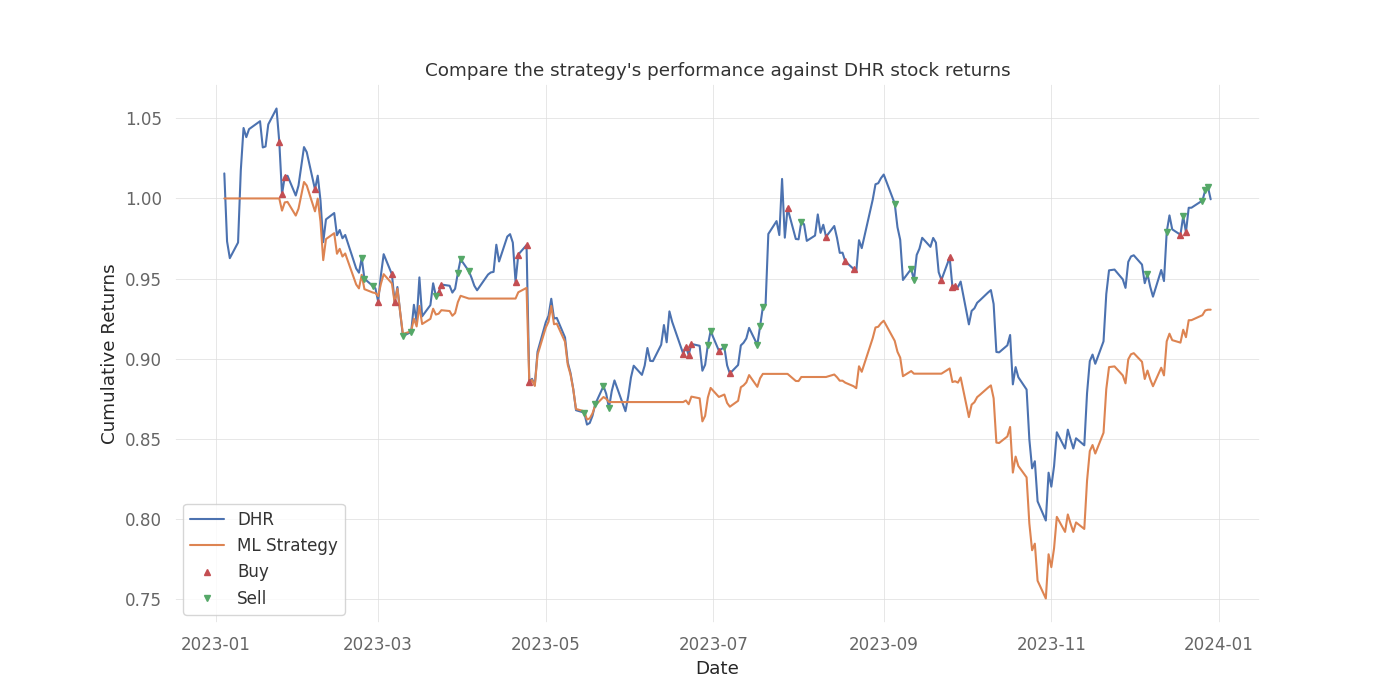 Compare the strategy's performance against DHR stock returns
Cumulative Returns
1.05
1.00
0.95
0.90
0.85
0.80
0.75
DHR
ML Strategy
Buy
Sell
2023-01 2023-03 2023-05 2023-07 2023-09 2023-11 2024-01
Date